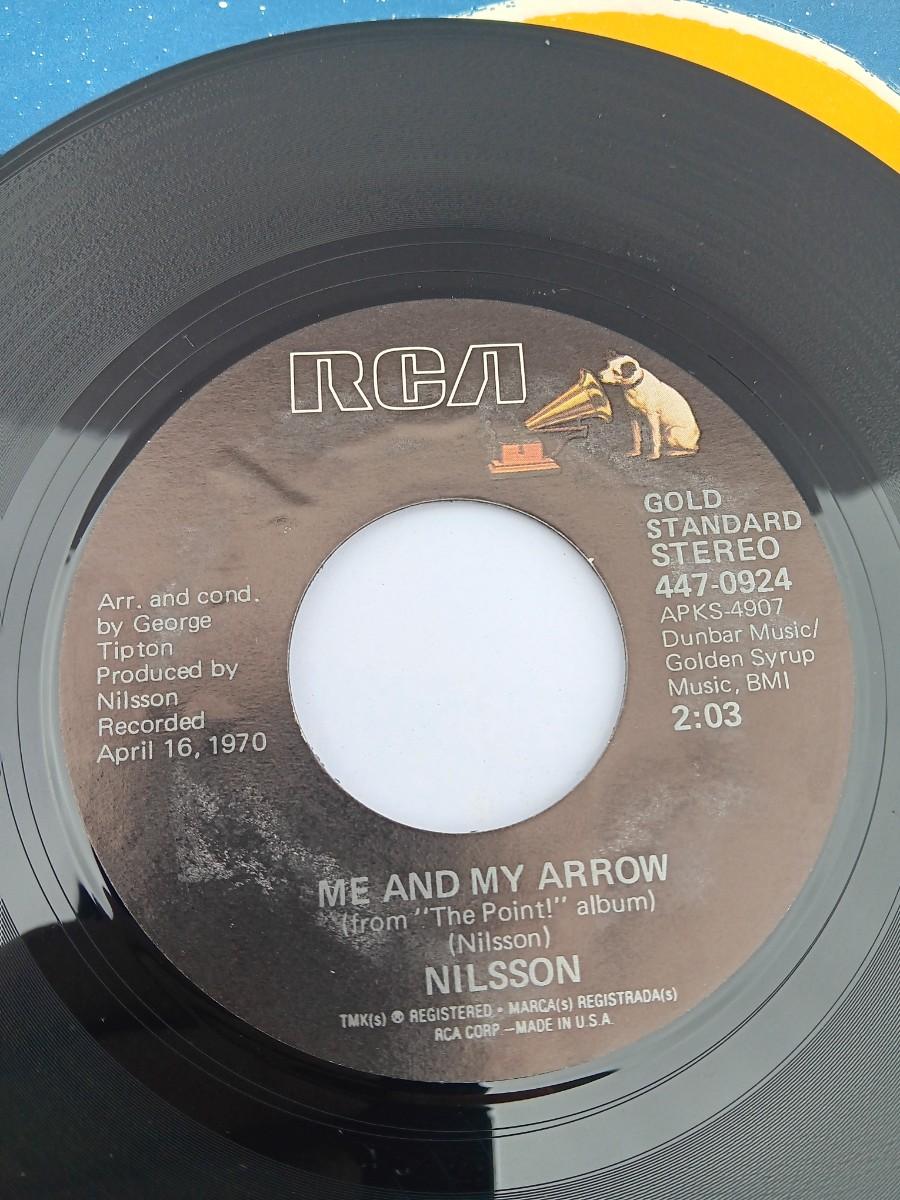 RCA
GOLD
STANDARD
STEREO
447-0924
APKS-4907
Dunbar Music/
Golden Syrup
Music, BMI
2:03
Arr. and cond.
by George
Tipton
Produced by
Nilsson
Recorded
April 16, 1970
ME AND MY ARROW
(from "The Point!" album)
(Nilsson)
NILSSON
TMK(s) ® REGISTERED • MARCA(s) REGISTRADA(s)
RCA CORP.—MADE IN U.S.A.